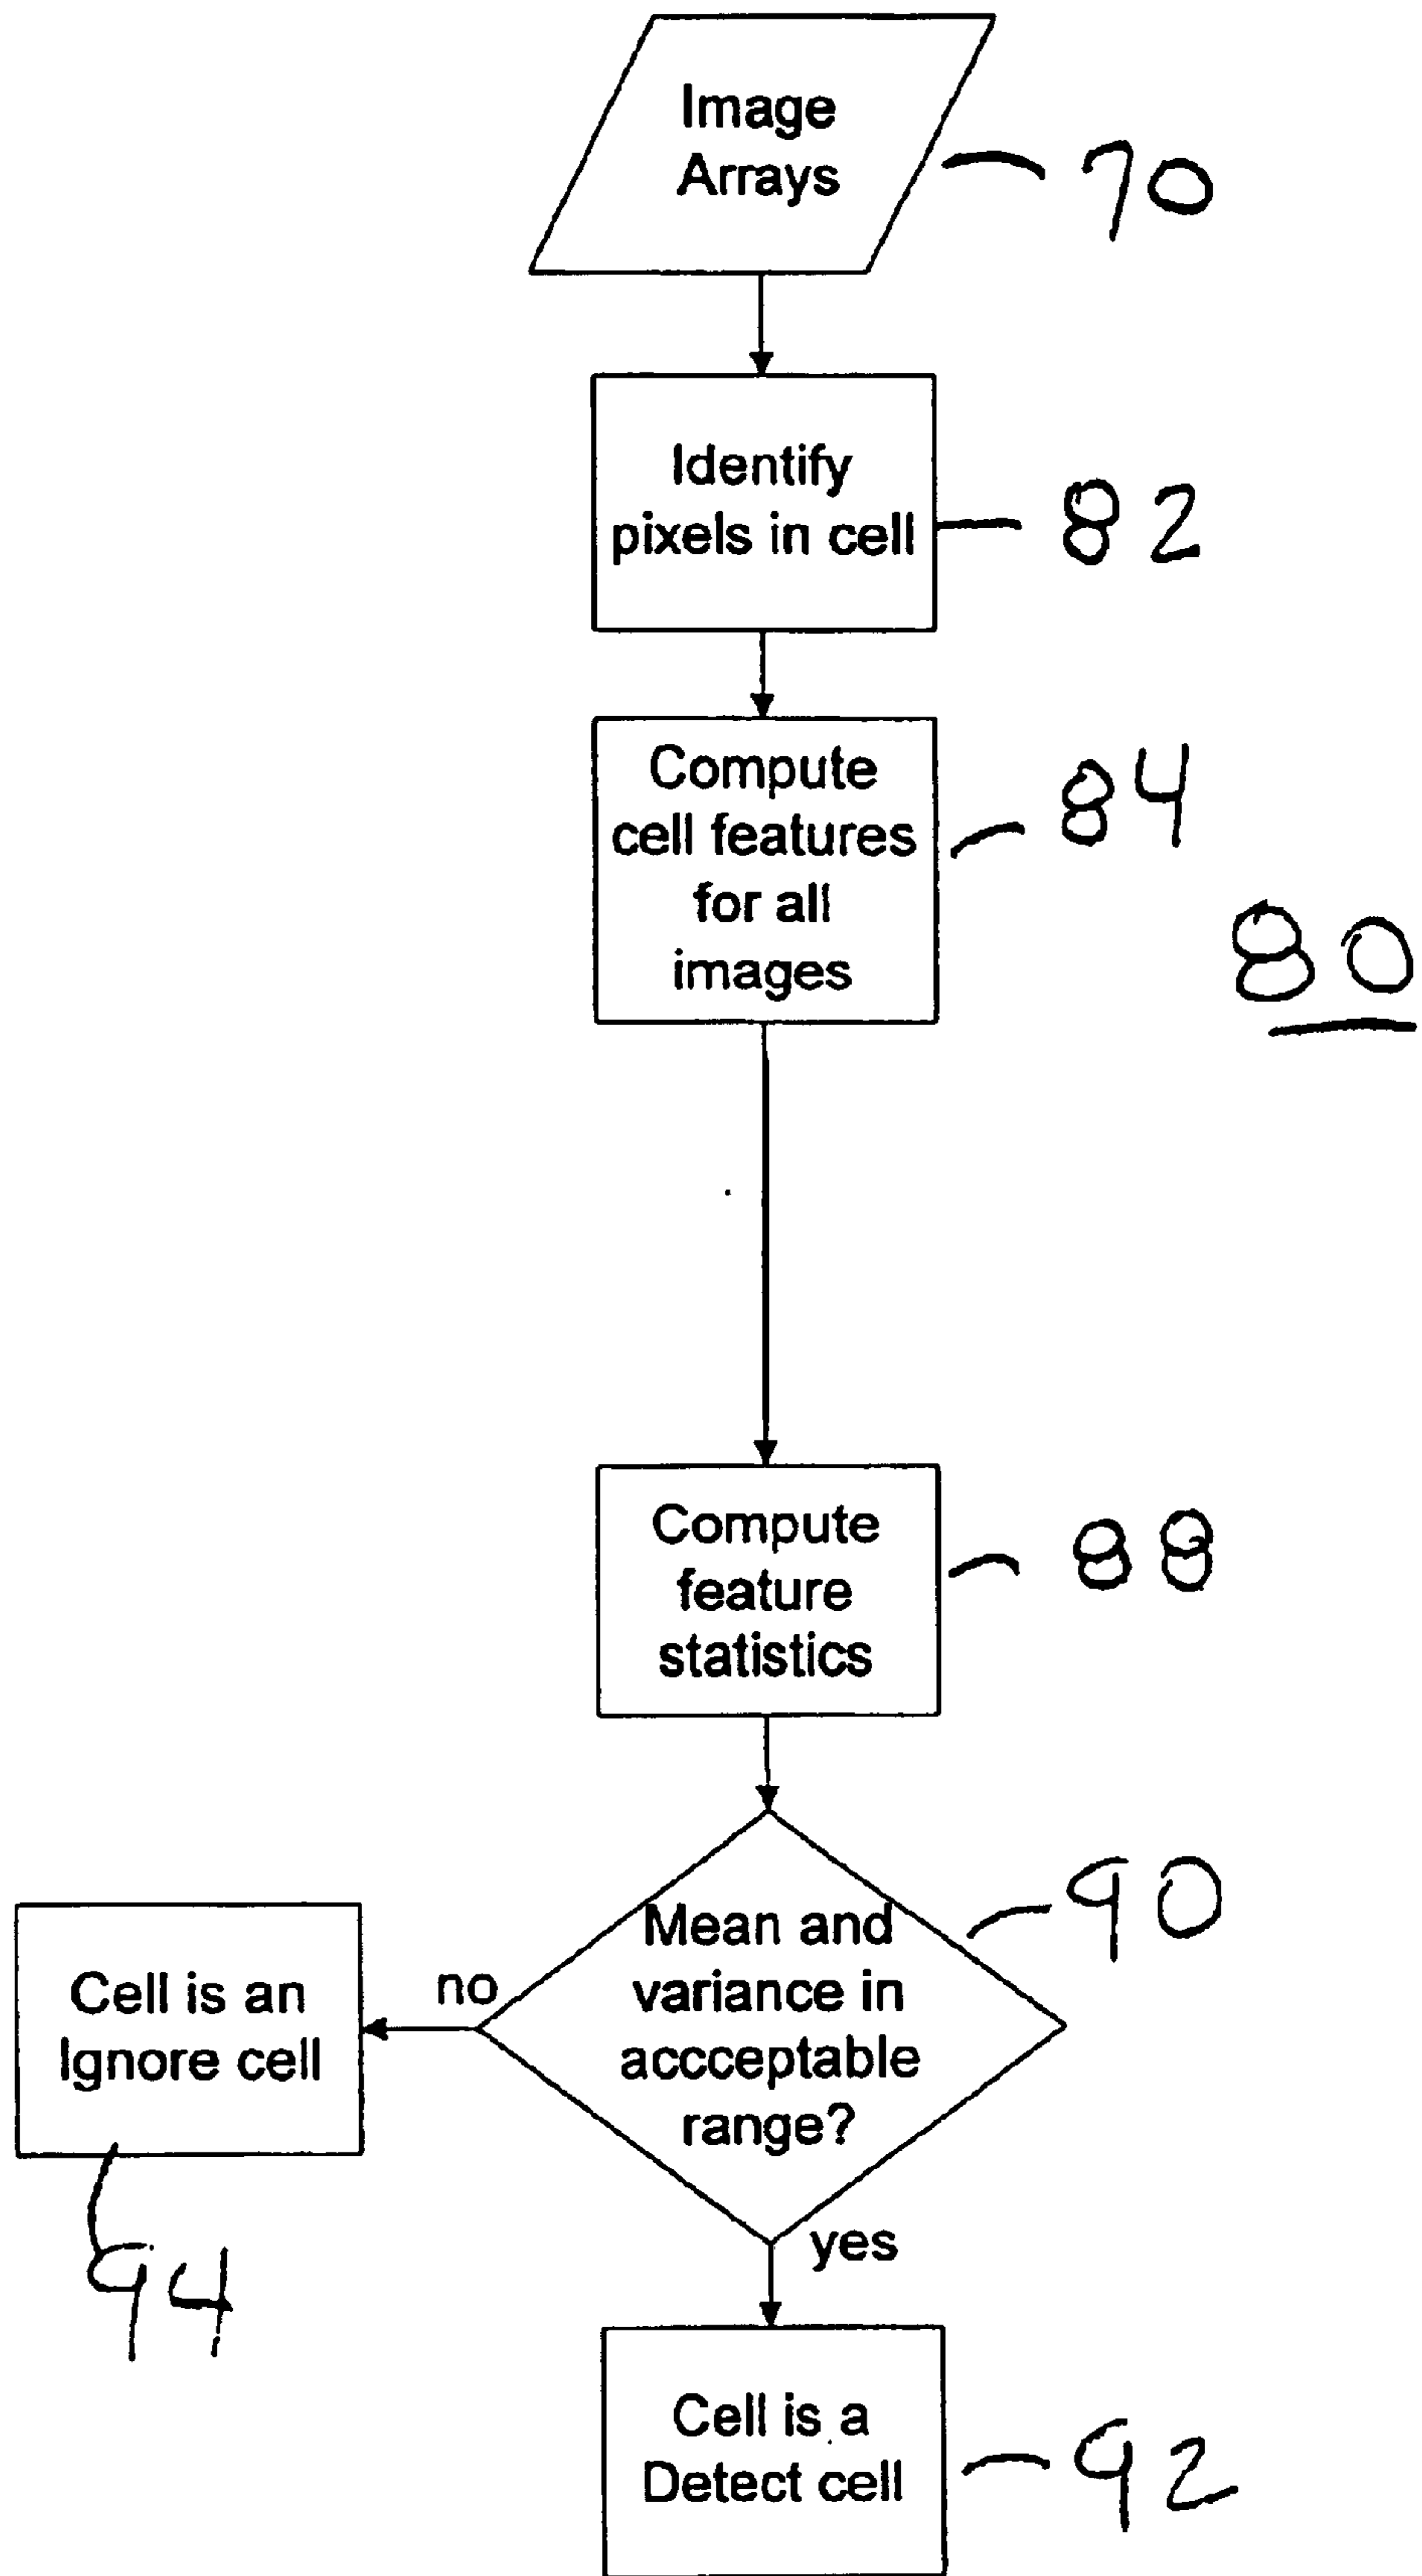 Image
Arrays
70
Identify
pixels in cell
82
Compute
cell features
for all
images
84
80
Compute
feature
statistics
88
Mean and
variance in
accceptable
range?
90
no
Cell is an
Ignore cell
94
yes
Cell is a
Detect cell
92